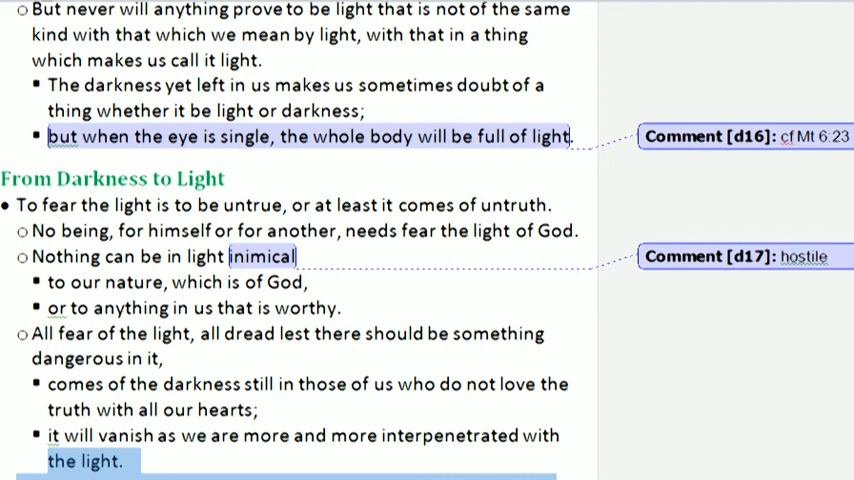 ○ But never will anything prove to be light that is not of the same
kind with that which we mean by light, with that in a thing
which makes us call it light.
▪ The darkness yet left in us makes us sometimes doubt of a
thing whether it be light or darkness;
▪ but when the eye is single, the whole body will be full of light.
Comment [d16]: cf Mt 6:23
From Darkness to Light
• To fear the light is to be untrue, or at least it comes of untruth.
○ No being, for himself or for another, needs fear the light of God.
○ Nothing can be in light inimical
Comment [d17]: hostile
▪ to our nature, which is of God,
▪ or to anything in us that is worthy.
○ All fear of the light, all dread lest there should be something
dangerous in it,
▪ comes of the darkness still in those of us who do not love the
truth with all our hearts;
▪ it will vanish as we are more and more interpenetrated with
the light.